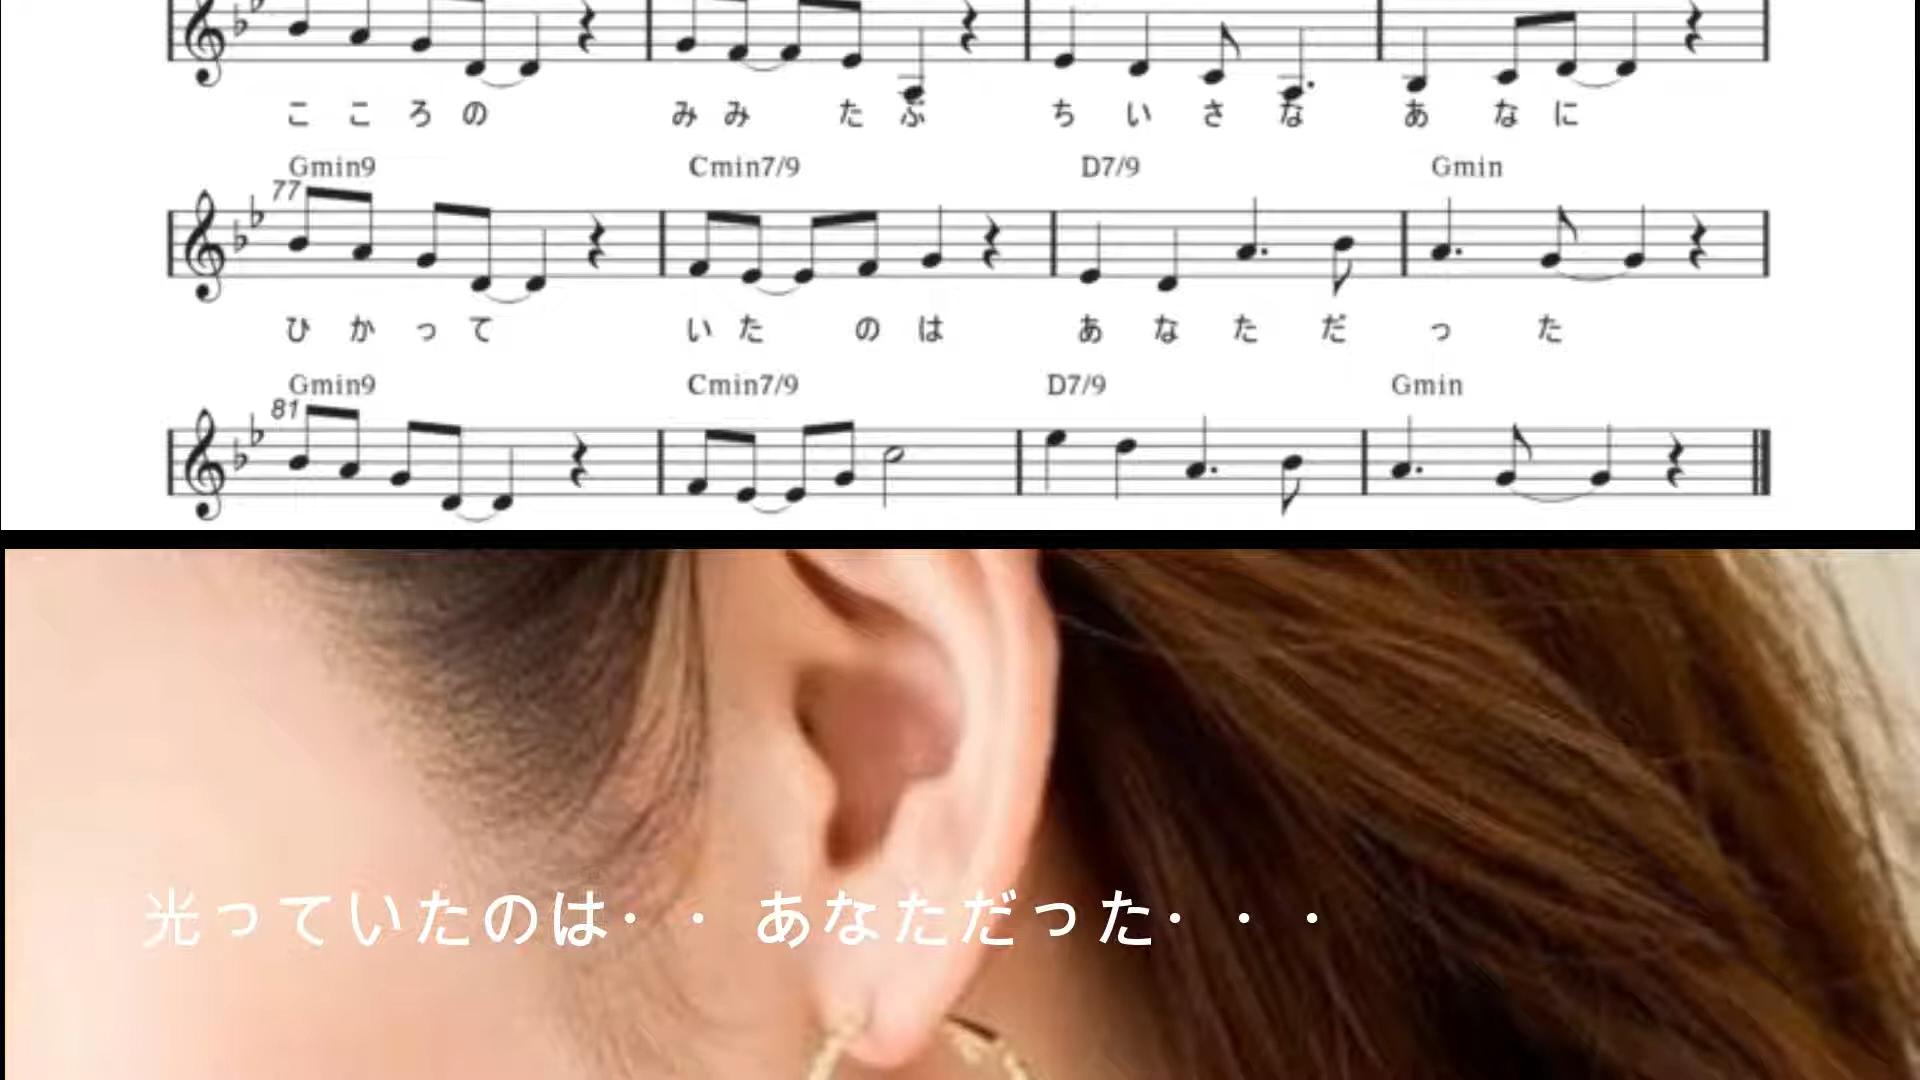 こ こ ろ の み み た ぶ ち い さ な あ な に
Gmin9 Cmin7/9 D7/9 Gmin
77
ひ か っ て い た の は あ な た だ っ た
Gmin9 Cmin7/9 D7/9 Gmin
81
光っていたのは・・ あなただった・・・